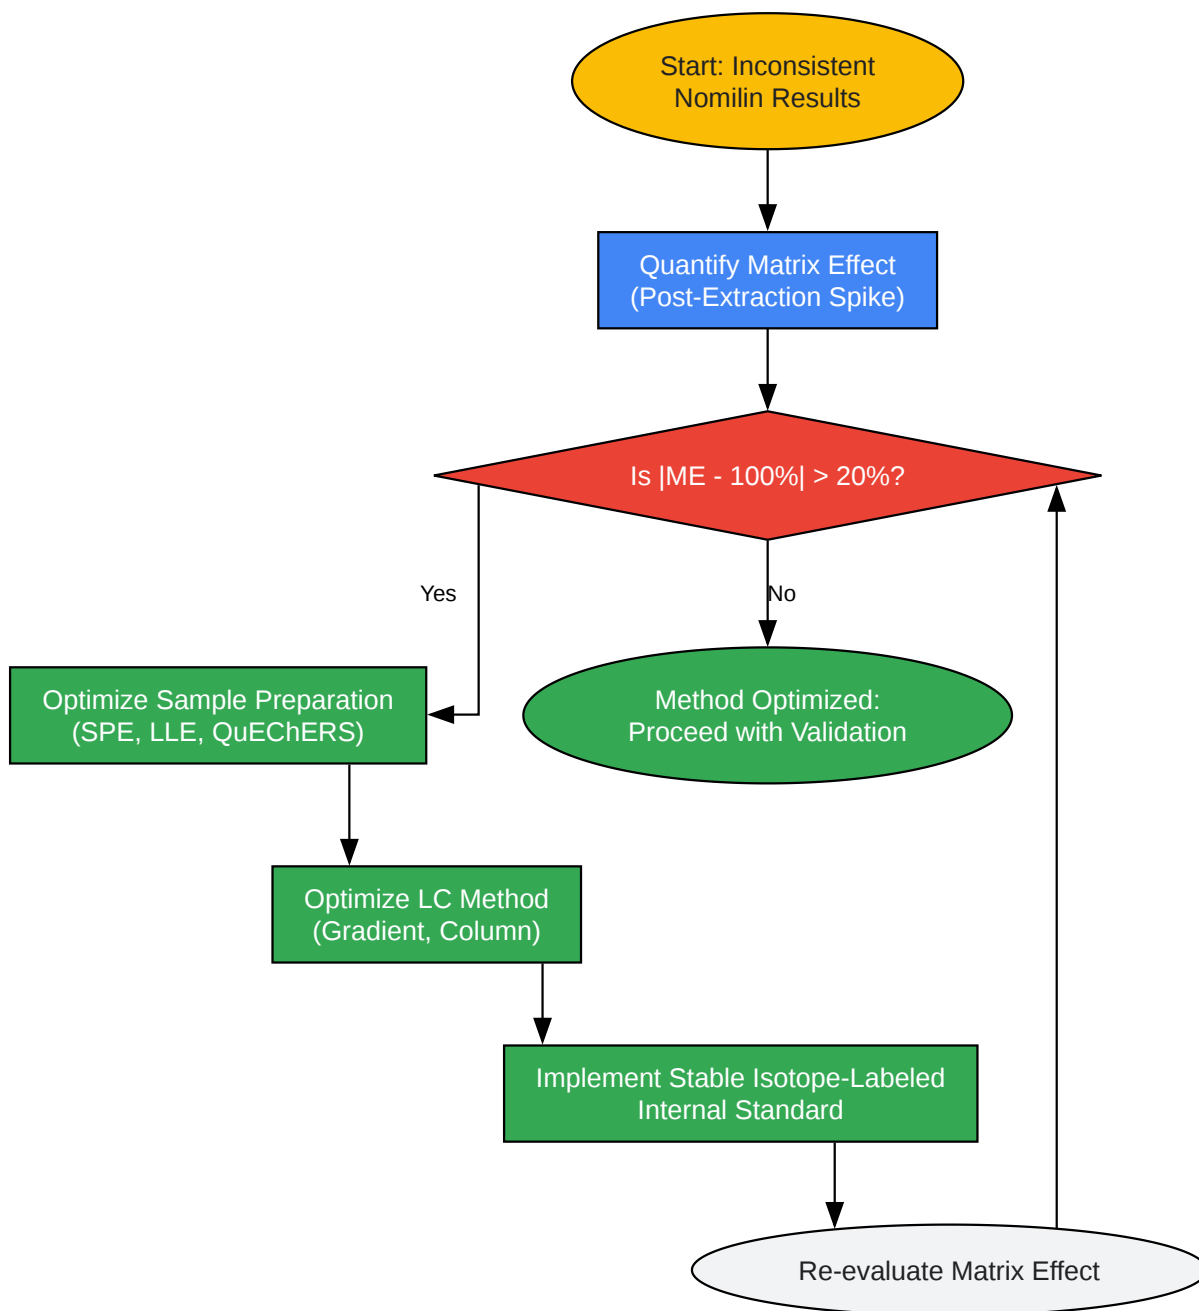 Start: Inconsistent
Nomilin Results
Quantify Matrix Effect
(Post-Extraction Spike)
Is |ME - 100%| > 20%?
Yes
No
Optimize Sample Preparation
(SPE, LLE, QuEChERS)
Method Optimized:
Proceed with Validation
Optimize LC Method
(Gradient, Column)
Implement Stable Isotope-Labeled
Internal Standard
Re-evaluate Matrix Effect